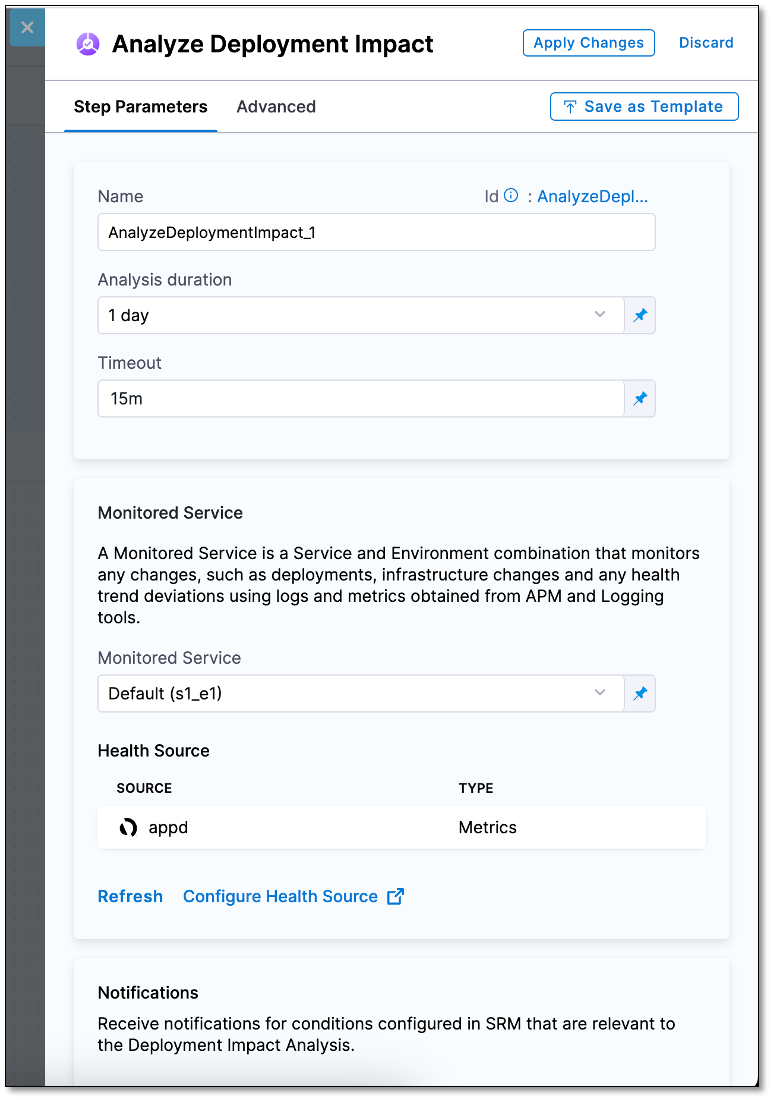 Analyze Deployment Impact
Apply Changes
Discard
Step Parameters
Advanced
Save as Template
Name
Id : AnalyzeDepl...
AnalyzeDeploymentImpact_1
Analysis duration
1 day
Timeout
15m
Monitored Service
A Monitored Service is a Service and Environment combination that monitors
any changes, such as deployments, infrastructure changes and any health
trend deviations using logs and metrics obtained from APM and Logging
tools.
Monitored Service
Default (s1_e1)
Health Source
SOURCE
TYPE
appd
Metrics
Refresh
Configure Health Source
Notifications
Receive notifications for conditions configured in SRM that are relevant to
the Deployment Impact Analysis.